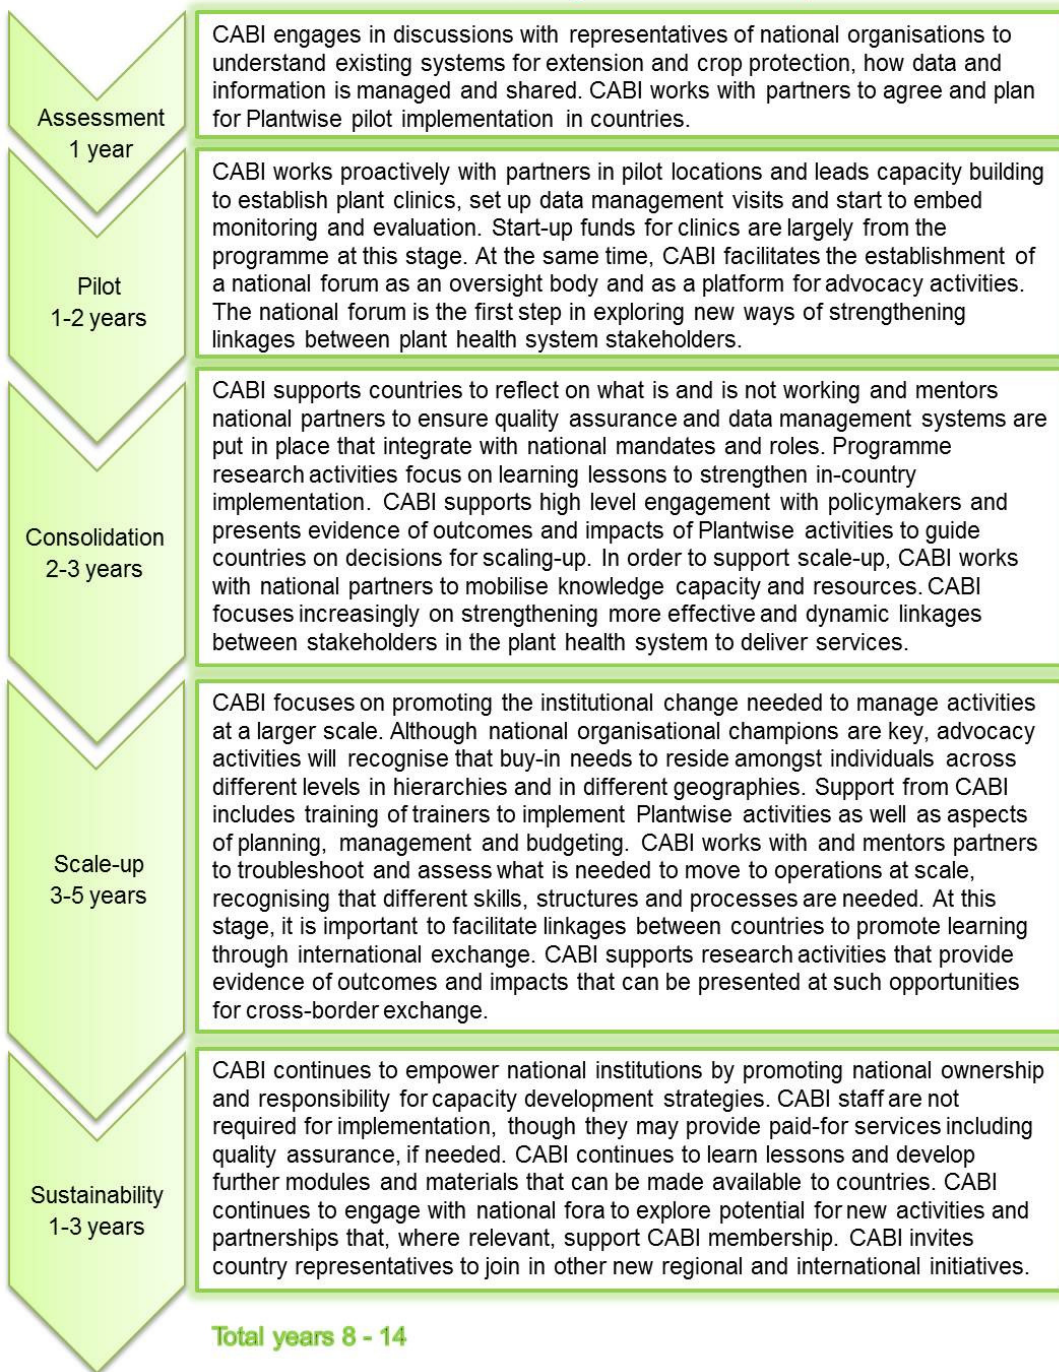 Assessment
1 year
CABI engages in discussions with representatives of national organisations to
understand existing systems for extension and crop protection, how data and
information is managed and shared. CABI works with partners to agree and plan
for Plantwise pilot implementation in countries.
Pilot
1-2 years
CABI works proactively with partners in pilot locations and leads capacity building
to establish plant clinics, set up data management visits and start to embed
monitoring and evaluation. Start-up funds for clinics are largely from the
programme at this stage. At the same time, CABI facilitates the establishment of
a national forum as an oversight body and as a platform for advocacy activities.
The national forum is the first step in exploring new ways of strengthening
linkages between plant health system stakeholders.
Consolidation
2-3 years
CABI supports countries to reflect on what is and is not working and mentors
national partners to ensure quality assurance and data management systems are
put in place that integrate with national mandates and roles. Programme
research activities focus on learning lessons to strengthen in-country
implementation. CABI supports high level engagement with policymakers and
presents evidence of outcomes and impacts of Plantwise activities to guide
countries on decisions for scaling-up. In order to support scale-up, CABI works
with national partners to mobilise knowledge capacity and resources. CABI
focuses increasingly on strengthening more effective and dynamic linkages
between stakeholders in the plant health system to deliver services.
Scale-up
3-5 years
CABI focuses on promoting the institutional change needed to manage activities
at a larger scale. Although national organisational champions are key, advocacy
activities will recognise that buy-in needs to reside amongst individuals across
different levels in hierarchies and in different geographies. Support from CABI
includes training of trainers to implement Plantwise activities as well as aspects
of planning, management and budgeting. CABI works with and mentors partners
to troubleshoot and assess what is needed to move to operations at scale,
recognising that different skills, structures and processes are needed. At this
stage, it is important to facilitate linkages between countries to promote learning
through international exchange. CABI supports research activities that provide
evidence of outcomes and impacts that can be presented at such opportunities
for cross-border exchange.
Sustainability
1-3 years
CABI continues to empower national institutions by promoting national ownership
and responsibility for capacity development strategies. CABI staff are not
required for implementation, though they may provide paid-for services including
quality assurance, if needed. CABI continues to learn lessons and develop
further modules and materials that can be made available to countries. CABI
continues to engage with national fora to explore potential for new activities and
partnerships that, where relevant, support CABI membership. CABI invites
country representatives to join in other new regional and international initiatives.
Total years 8 - 14